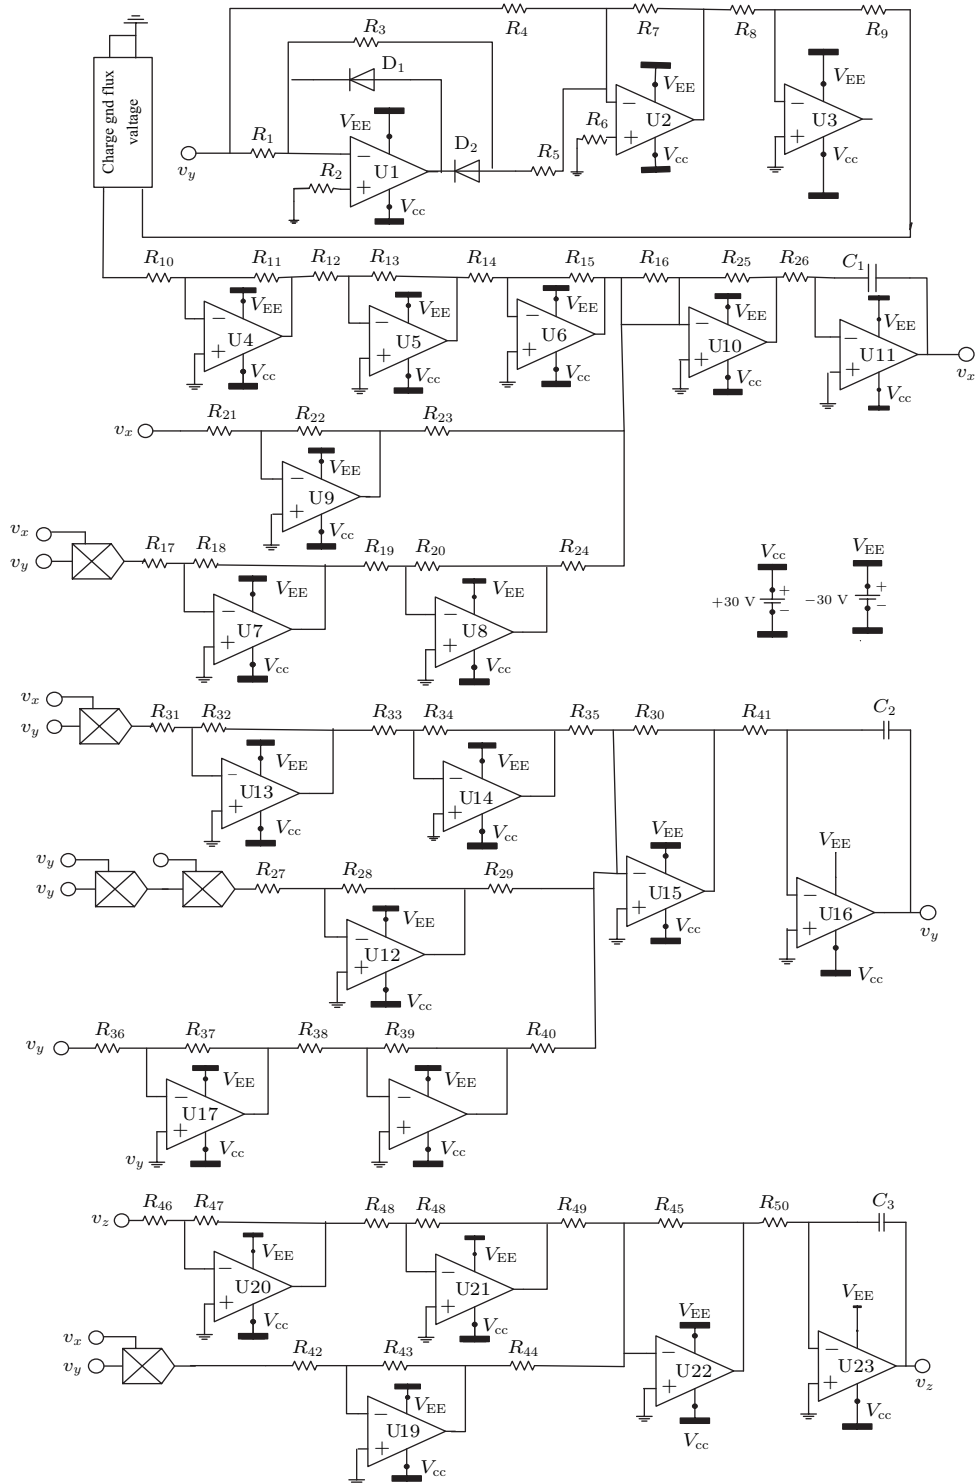 R4 R7 R8 R9
R3
D1
Charge gnd flux
valtage
VEE VEE VEE
R1 R2 R5 R6
vy
− + U1
D2
− + U2
− + U3
Vcc Vcc Vcc
R10 R11 R12 R13 R14 R15 R16 R25 R26 C1
VEE VEE VEE VEE VEE
− + U4
− + U5
− + U6
− + U10
− + U11
Vcc Vcc Vcc Vcc Vcc
vx
vx R21 R22 R23
VEE
− + U9
Vcc
vx
vy R17 R18 R19 R20 R24
VEE VEE
− + U7
− + U8
Vcc Vcc
Vcc VEE
+30 V + −
−30 V + −
vx
vy R31 R32 R33 R34 R35 R30 R41 C2
VEE VEE
− + U13
− + U14
Vcc Vcc
VEE VEE
− + U15
− + U16
Vcc Vcc
vy
vy
vy R27 R28 R29
VEE
− + U12
Vcc
vy R36 R37 R38 R39 R40
VEE VEE
− + U17
− +
Vcc Vcc
vy
vz R46 R47 R48 R48 R49 R45 R50 C3
VEE VEE
− + U20
− + U21
Vcc Vcc
VEE VEE
− + U22
− + U23
Vcc Vcc
vz
vx
vy R42 R43 R44
VEE
− + U19
Vcc